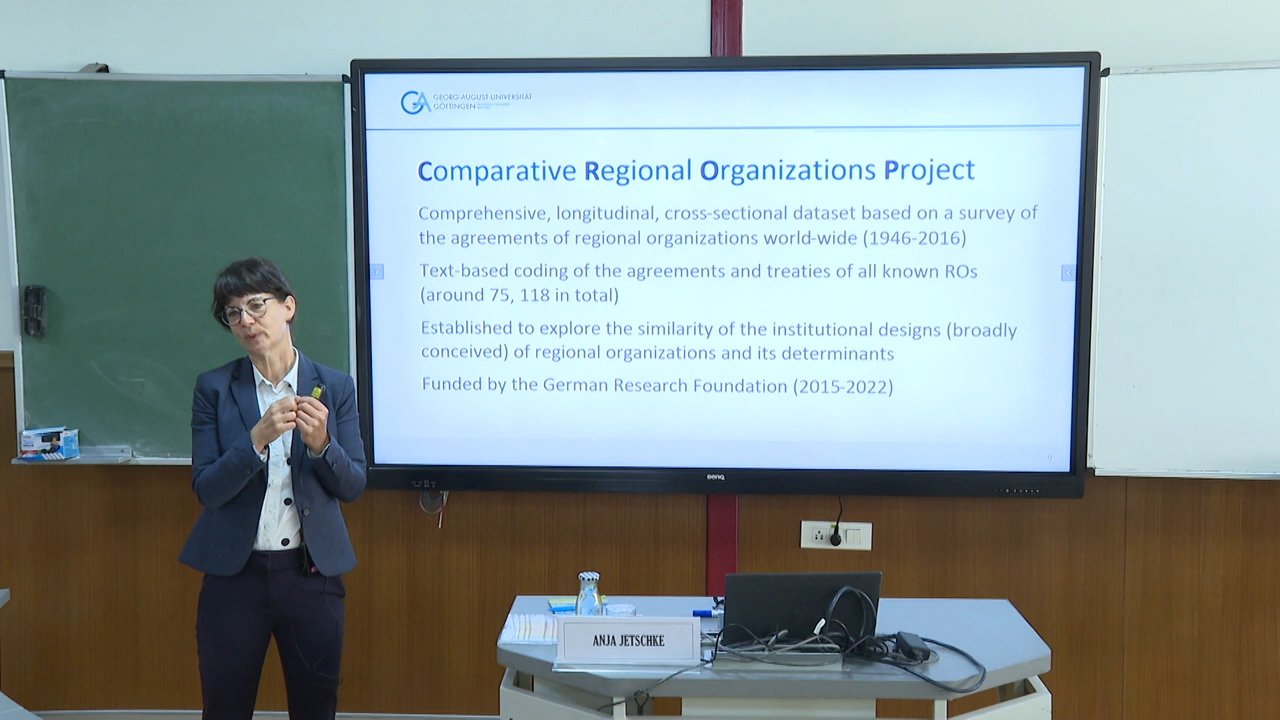 GEORG-AUGUST-UNIVERSITÄT
GÖTTINGEN
Comparative Regional Organizations Project
Comprehensive, longitudinal, cross-sectional dataset based on a survey of
the agreements of regional organizations world-wide (1946-2016)
Text-based coding of the agreements and treaties of all known ROs
(around 75, 118 in total)
Established to explore the similarity of the institutional designs (broadly
conceived) of regional organizations and its determinants
Funded by the German Research Foundation (2015-2022)
9
BenQ
ANJA JETSCHKE